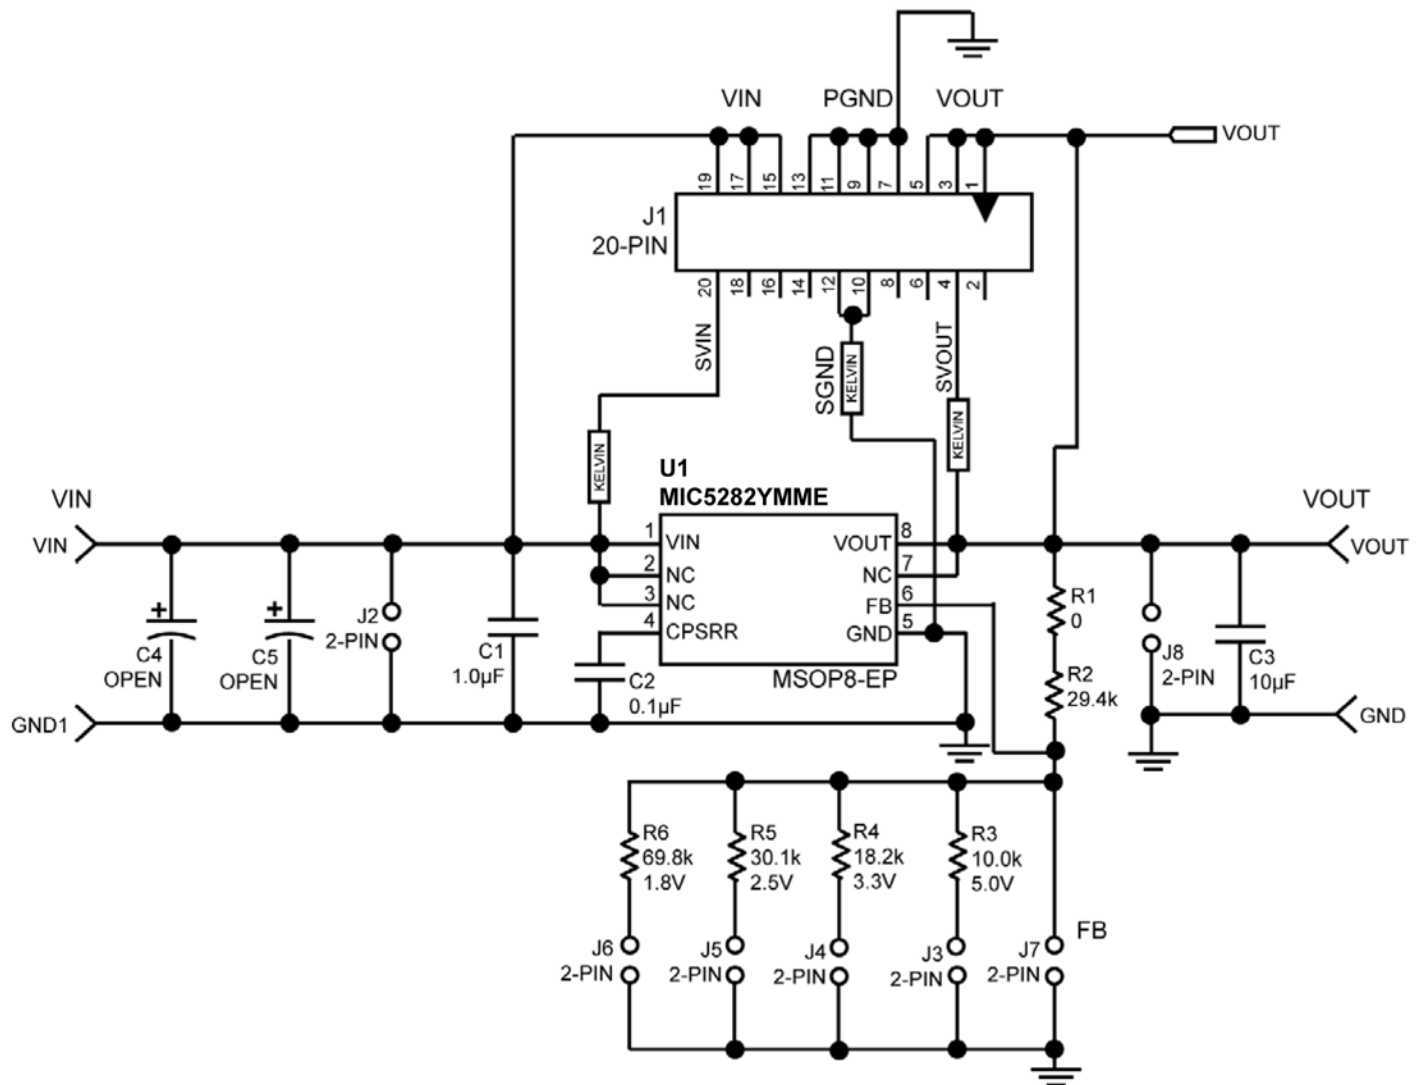 VIN
PGND
VOUT
VOUT
19
17
15
13
11
9
7
5
3
1
J1
20-PIN
20
18
16
14
12
10
8
6
4
2
SVIN
SGND
SVOUT
KELVIN
KELVIN
KELVIN
U1
MIC5282YMME
VIN
VIN
VOUT
VOUT
1
VIN
2
NC
3
NC
4
CPSRR
VOUT
8
NC
7
FB
6
GND
5
MSOP8-EP
+
C4
OPEN
+
C5
OPEN
J2
2-PIN
C1
1.0µF
C2
0.1µF
R1
0
R2
29.4k
J8
2-PIN
C3
10µF
GND1
GND
R6
69.8k
1.8V
R5
30.1k
2.5V
R4
18.2k
3.3V
R3
10.0k
5.0V
FB
J6
2-PIN
J5
2-PIN
J4
2-PIN
J3
2-PIN
J7
2-PIN